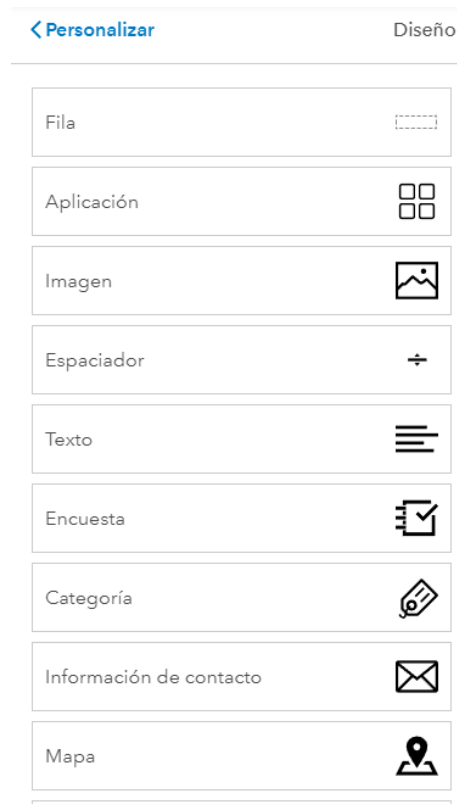 Personalizar Diseño
Fila
Aplicación
Imagen
Espaciador
Texto
Encuesta
Categoría
Información de contacto
Mapa